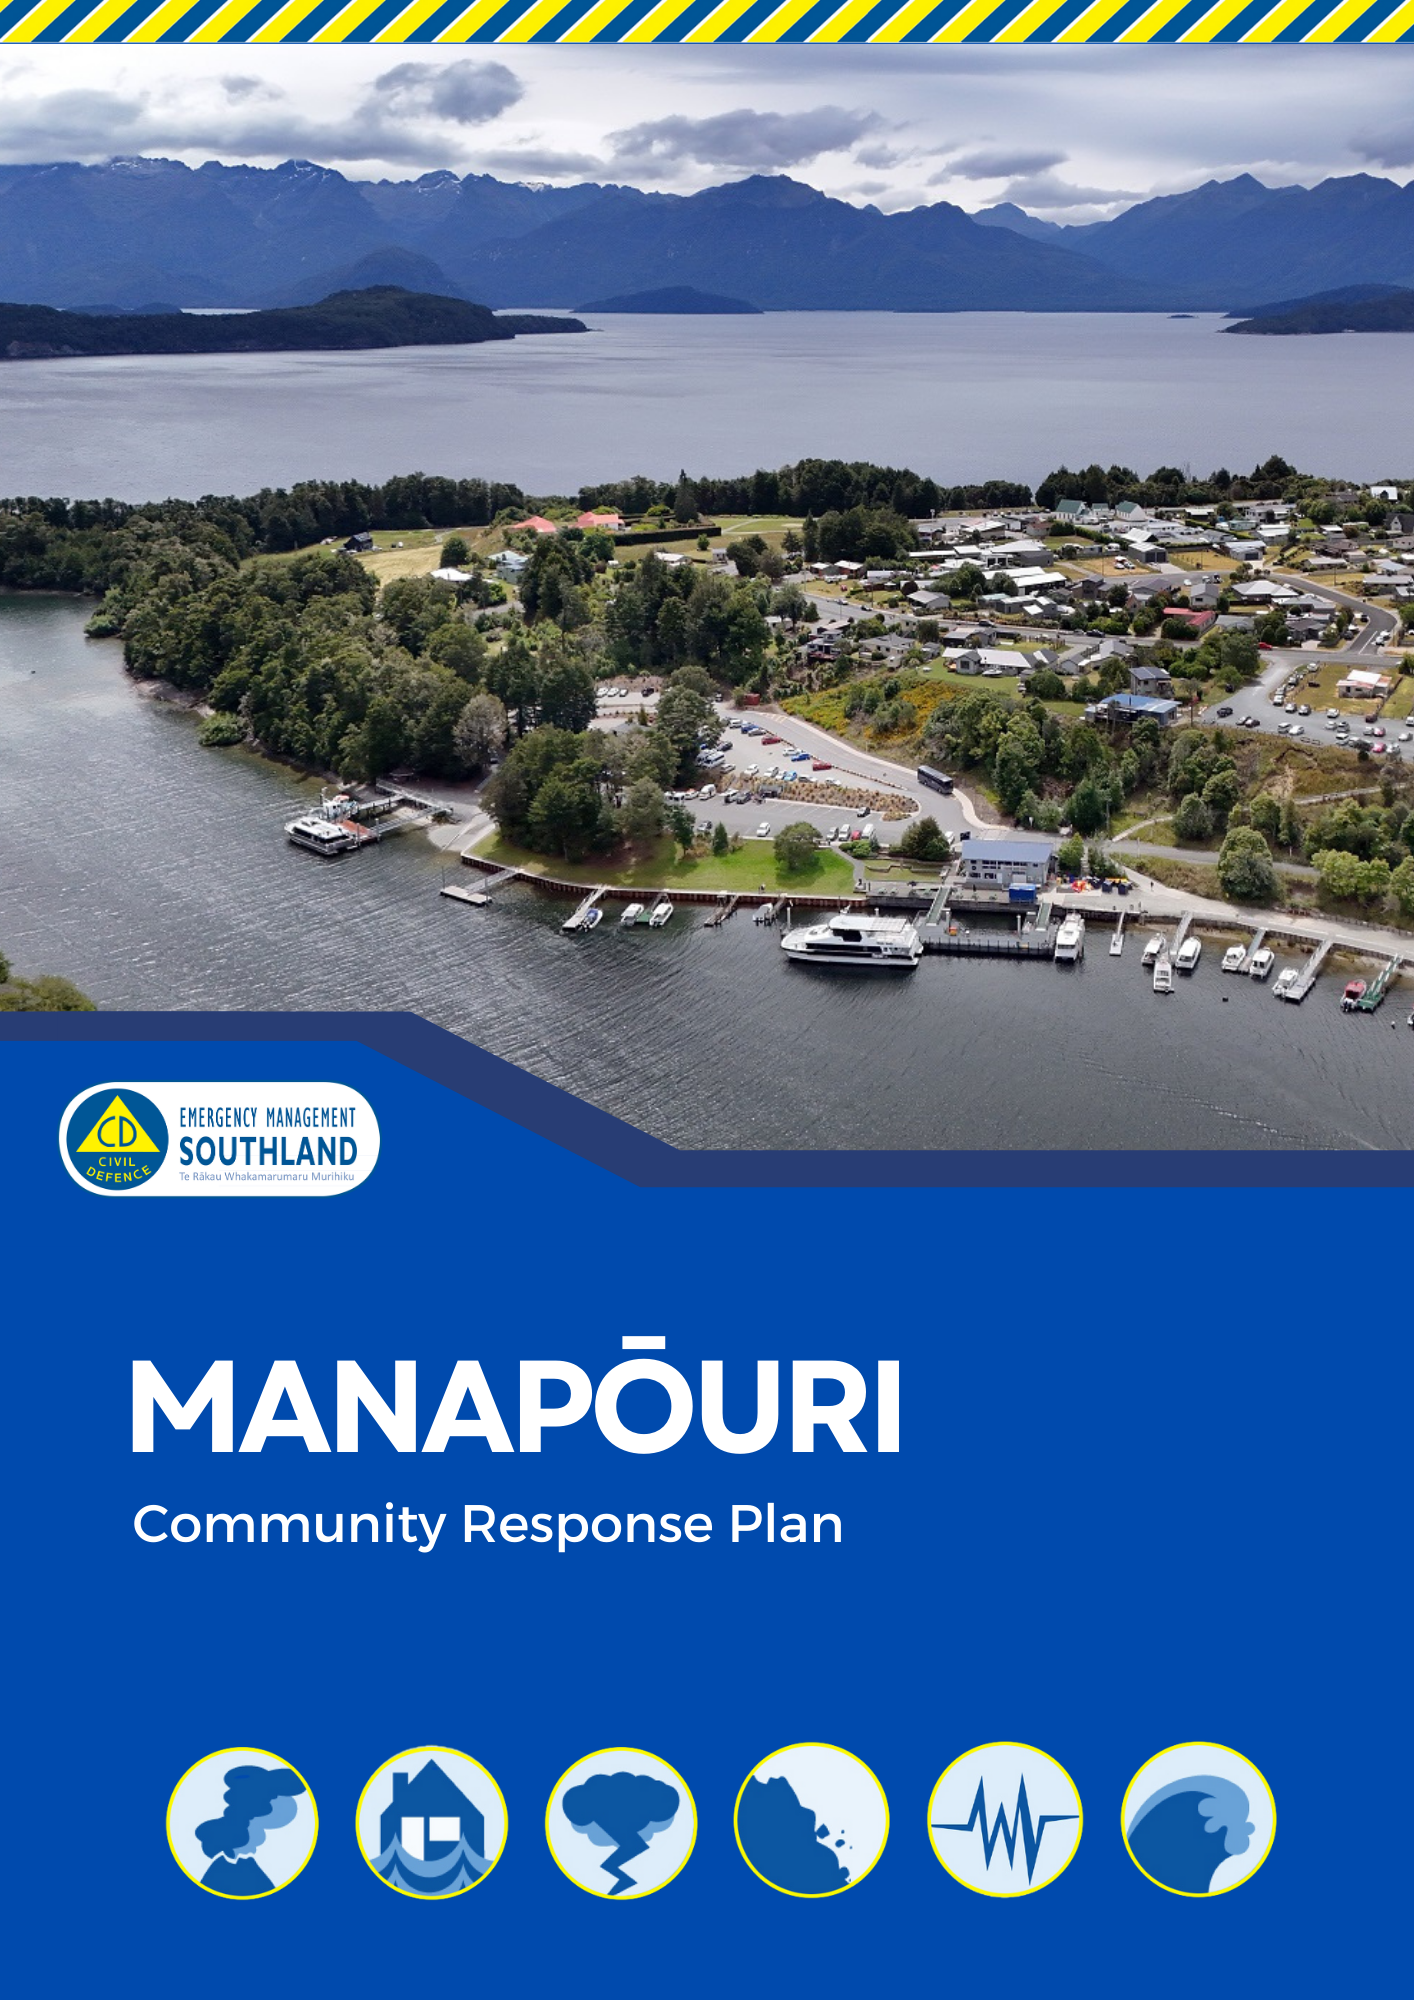 CD
CIVIL
DEFENCE
EMERGENCY MANAGEMENT
SOUTHLAND
Te Rākau Whakamarumaru Murihiku
MANAPŌURI
Community Response Plan